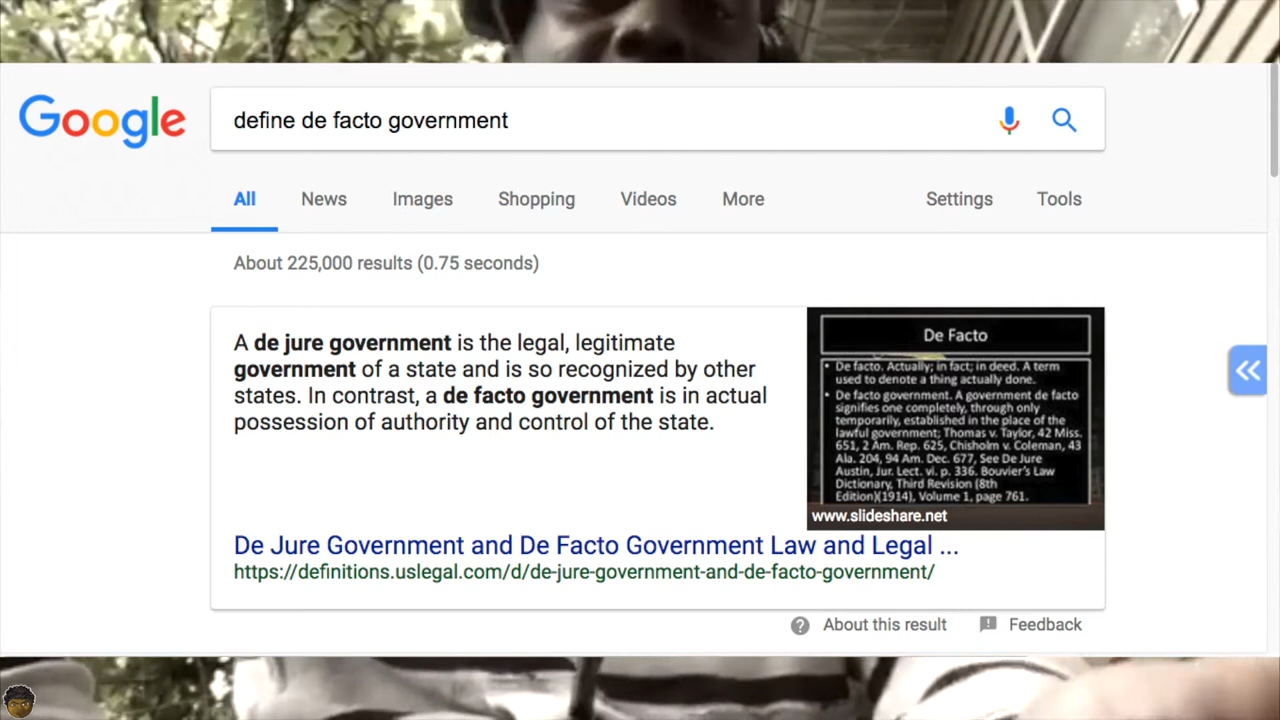 Google
define de facto government
All News Images Shopping Videos More Settings Tools
About 225,000 results (0.75 seconds)
A de jure government is the legal, legitimate
government of a state and is so recognized by other
states. In contrast, a de facto government is in actual
possession of authority and control of the state.
De Facto
• De facto. Actually; in fact; in deed. A term
used to denote a thing actually done.
• De facto government. A government de facto
signifies one completely, through only
temporarily, established in the place of the
lawful government; Thomas v. Taylor, 42 Miss.
651, 2 Am. Rep. 625, Chisholm v. Coleman, 43
Ala. 204, 94 Am. Dec. 677, See De Jure
Austin, Jur. Lect. vi. p. 336. Bouvier's Law
Dictionary, Third Revision (8th
Edition)(1914), Volume 1, page 761.
www.slideshare.net
De Jure Government and De Facto Government Law and Legal ...
https://definitions.uslegal.com/d/de-jure-government-and-de-facto-government/
About this result Feedback